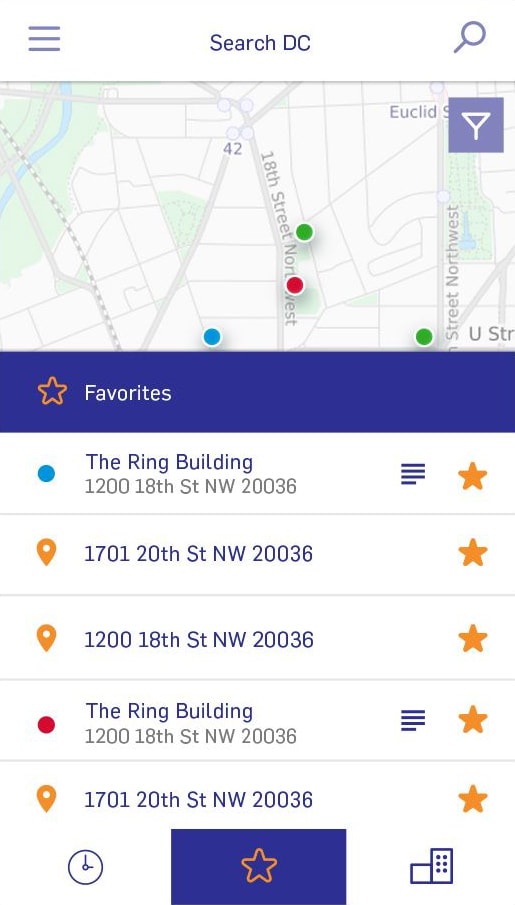 Search DC
Euclid S
42
18th Street Northwest
Street Northwest
U Str
Favorites
The Ring Building
1200 18th St NW 20036
1701 20th St NW 20036
1200 18th St NW 20036
The Ring Building
1200 18th St NW 20036
1701 20th St NW 20036